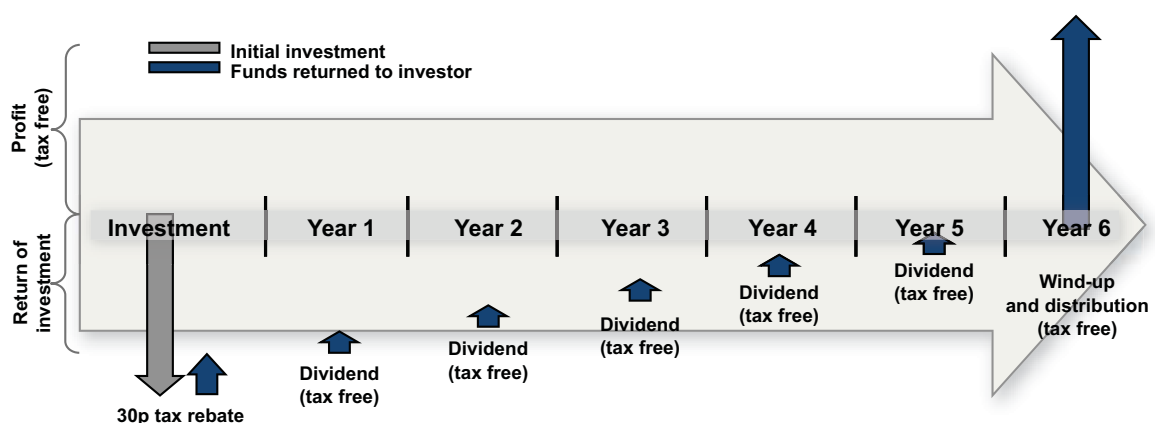 Initial investment
Funds returned to investor
Profit
(tax free)
Return of
investment
Investment
Year 1
Year 2
Year 3
Year 4
Year 5
Year 6
30p tax rebate
Dividend
(tax free)
Dividend
(tax free)
Dividend
(tax free)
Dividend
(tax free)
Dividend
(tax free)
Wind-up
and distribution
(tax free)